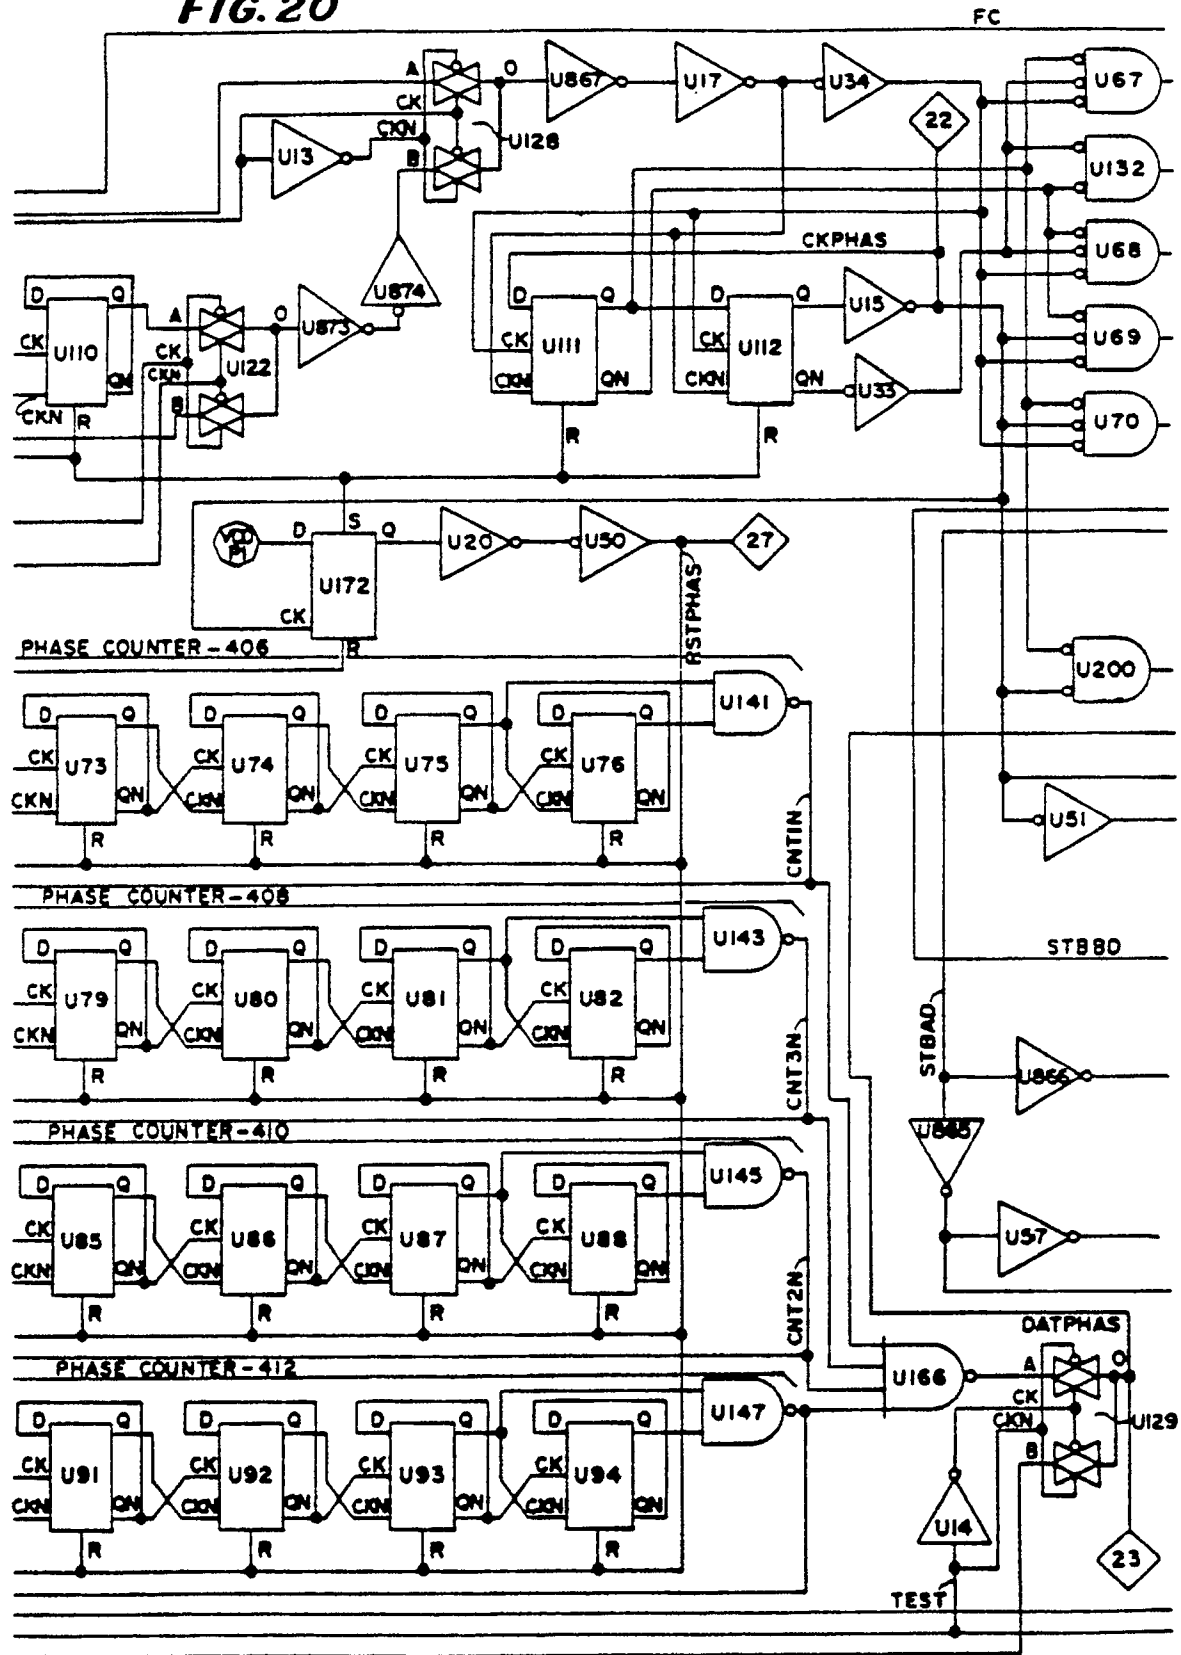 FIG. 20
FC
A
O
U867
U17
U34
U67
CK
22
U13
CKN
U128
B
U132
CKPHAS
U68
U874
D
Q
A
O
U873
D
Q
D
Q
U15
CK
U110
CK
U122
CKN
CK
U111
CK
U112
U69
QN
B
CKN
QN
CKN
QN
U33
CKN
R
R
R
U70
S
D
Q
U20
U50
27
U172
CK
R
RSTPHAS
PHASE COUNTER-406
U200
U141
D
Q
D
Q
D
Q
D
Q
CK
U73
CK
U74
CK
U75
CK
U76
CKN
QN
CKN
QN
CKN
QN
CKN
QN
R
R
R
R
CNT1N
U51
PHASE COUNTER-408
U143
D
Q
D
Q
D
Q
D
Q
STBBD
CK
U79
CK
U80
CK
U81
CK
U82
CKN
QN
CKN
QN
CKN
QN
CKN
QN
R
R
R
R
CNT3N
STBAD
U866
U865
PHASE COUNTER-410
U145
D
Q
D
Q
D
Q
D
Q
CK
U85
CK
U86
CK
U87
CK
U88
U57
CKN
QN
CKN
QN
CKN
QN
CKN
QN
R
R
R
R
CNT2N
DATPHAS
PHASE COUNTER-412
U166
A
O
U147
CK
D
Q
D
Q
D
Q
D
Q
CKN
U129
CK
U91
CK
U92
CK
U93
CK
U94
B
CKN
QN
CKN
QN
CKN
QN
CKN
QN
R
R
R
R
U14
23
TEST